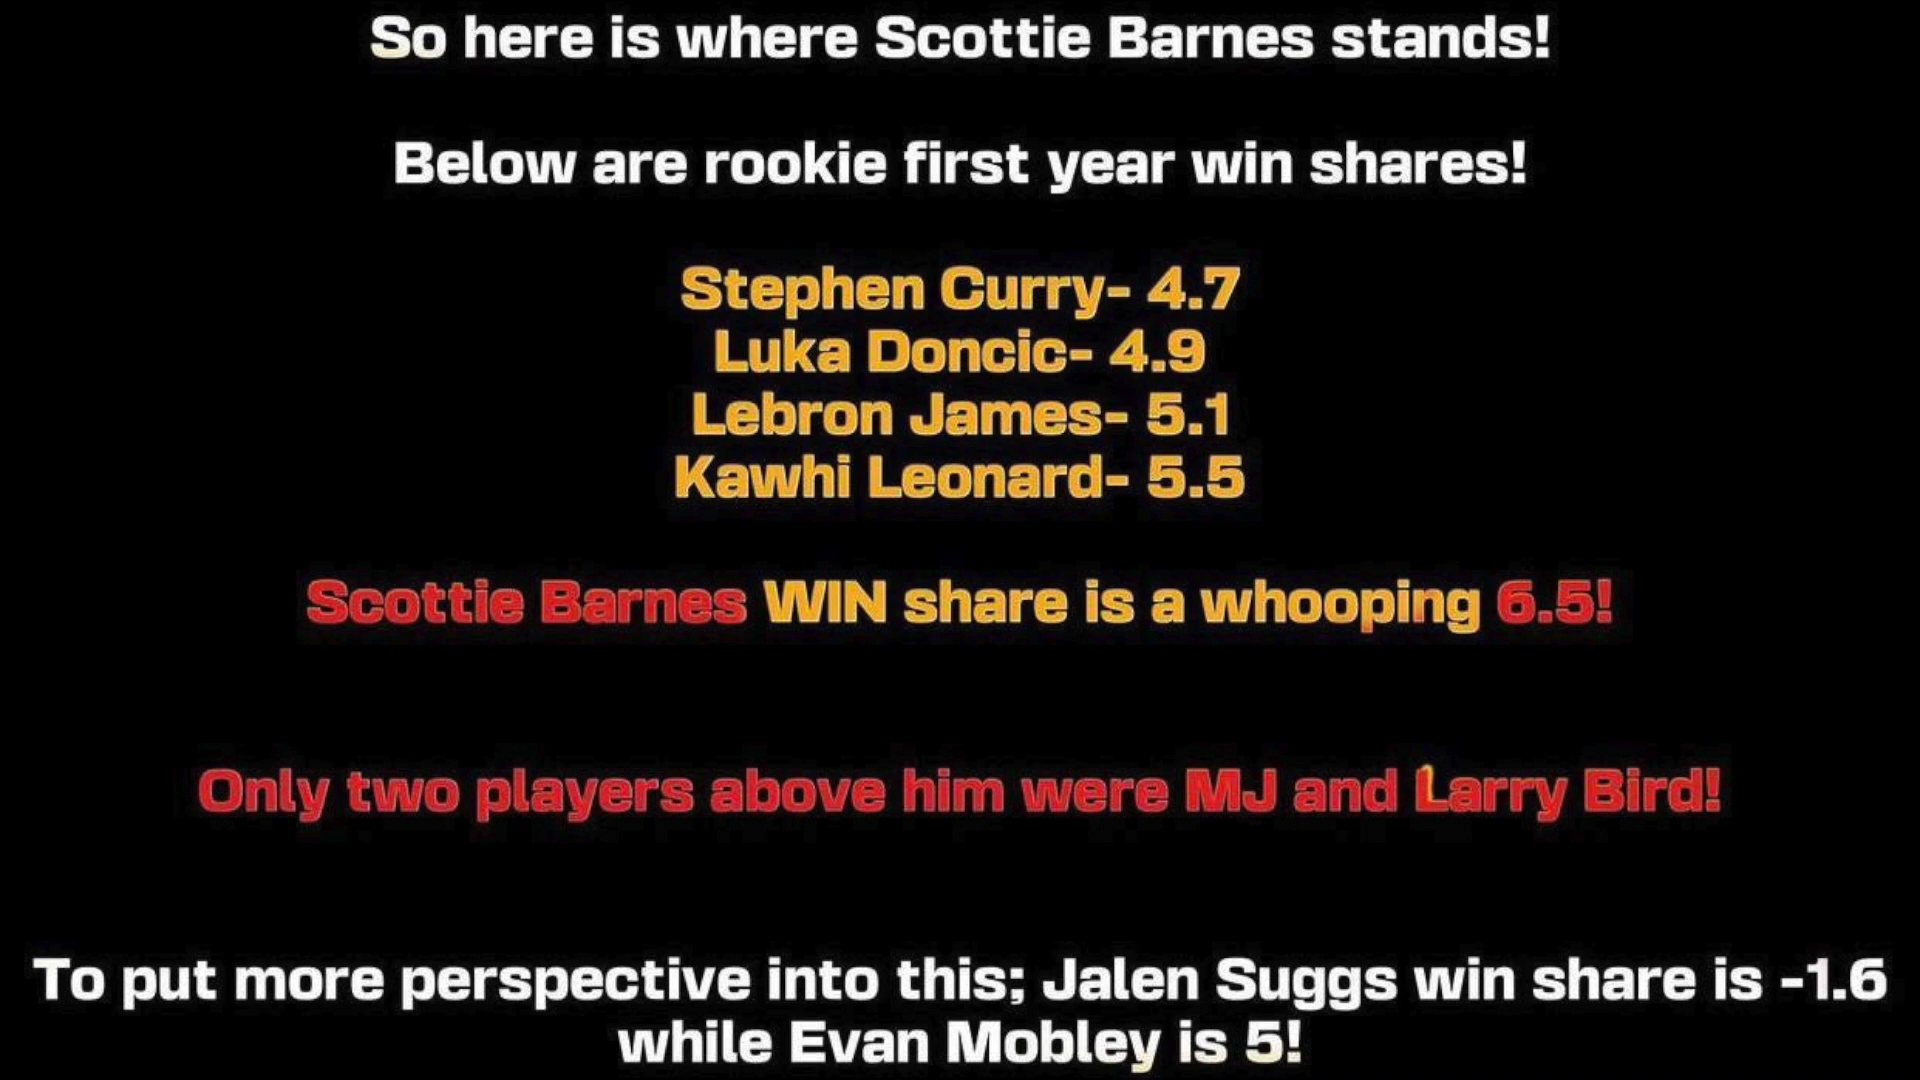 So here is where Scottie Barnes stands!
Below are rookie first year win shares!
Stephen Curry- 4.7
Luka Doncic- 4.9
Lebron James- 5.1
Kawhi Leonard- 5.5
Scottie Barnes WIN share is a whooping 6.5!
Only two players above him were MJ and Larry Bird!
To put more perspective into this; Jalen Suggs win share is -1.6
while Evan Mobley is 5!